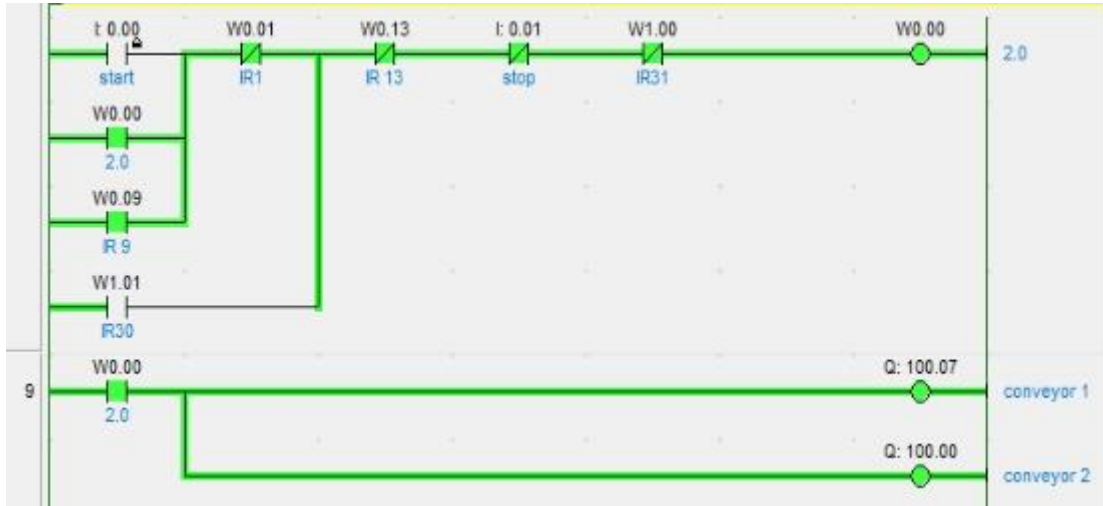 I: 0.00 W0.01 W0.13 I: 0.01 W1.00 W0.00
2.0
start IR1 IR 13 stop IR31
W0.00
2.0
W0.09
IR 9
W1.01
IR30
W0.00 Q: 100.07
9
conveyor 1
2.0
Q: 100.00
conveyor 2